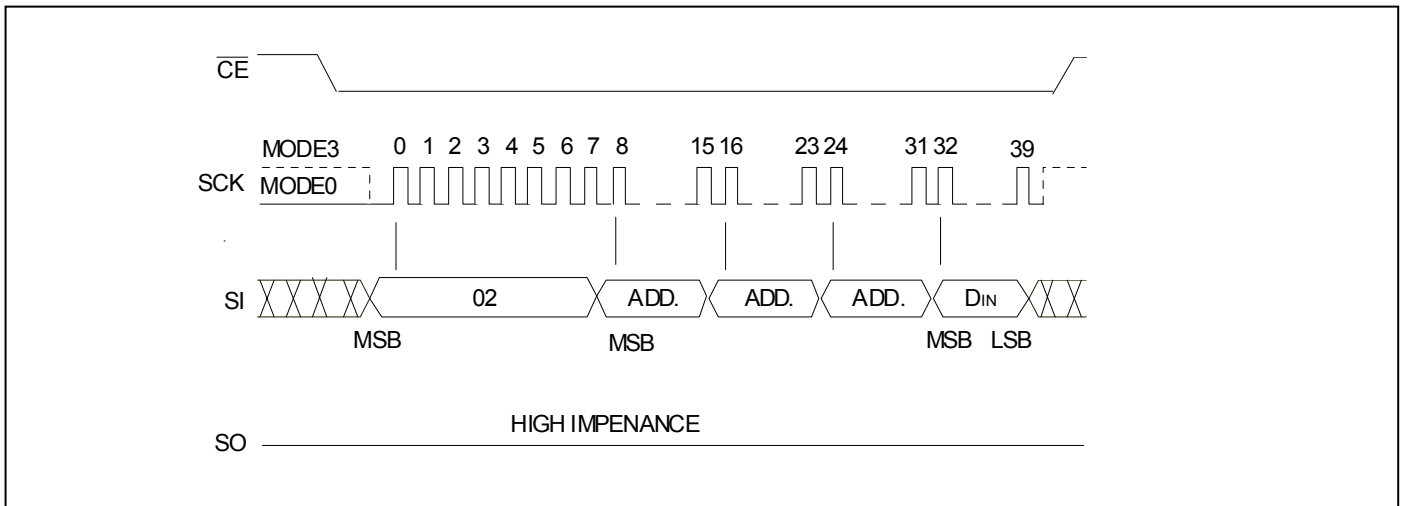 CE
MODE3 0 1 2 3 4 5 6 7 8 15 16 23 24 31 32 39
SCK MODE0
SI 02 ADD. ADD. ADD. DIN
MSB MSB MSB LSB
HIGH IMPENANCE
SO